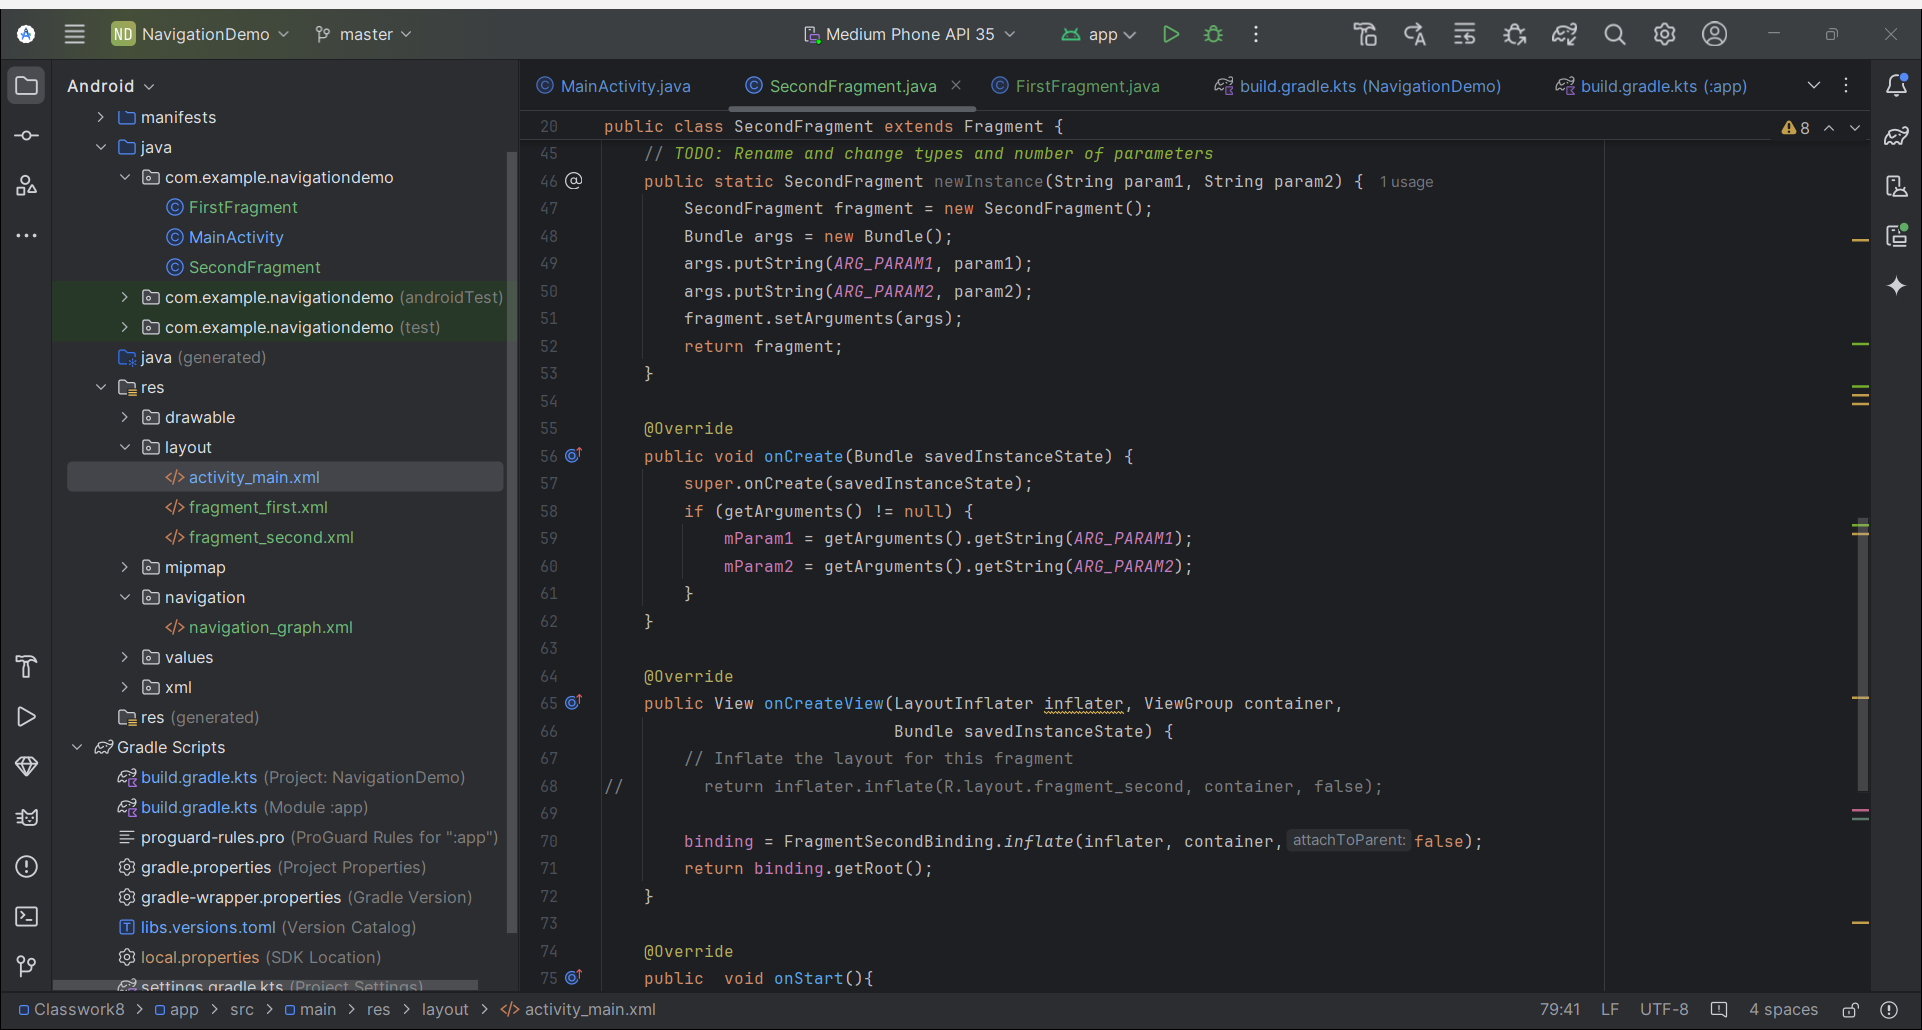 ND NavigationDemo master Medium Phone API 35 app
Android
manifests
java
com.example.navigationdemo
FirstFragment
MainActivity
SecondFragment
com.example.navigationdemo (androidTest)
com.example.navigationdemo (test)
java (generated)
res
drawable
layout
activity_main.xml
fragment_first.xml
fragment_second.xml
mipmap
navigation
navigation_graph.xml
values
xml
res (generated)
Gradle Scripts
build.gradle.kts (Project: NavigationDemo)
build.gradle.kts (Module :app)
proguard-rules.pro (ProGuard Rules for ":app")
gradle.properties (Project Properties)
gradle-wrapper.properties (Gradle Version)
libs.versions.toml (Version Catalog)
local.properties (SDK Location)
settings.gradle.kts (Project Settings)
MainActivity.java SecondFragment.java FirstFragment.java build.gradle.kts (NavigationDemo) build.gradle.kts (:app)
20 public class SecondFragment extends Fragment { 8
45 // TODO: Rename and change types and number of parameters
46 @ public static SecondFragment newInstance(String param1, String param2) { 1 usage
47 SecondFragment fragment = new SecondFragment();
48 Bundle args = new Bundle();
49 args.putString(ARG_PARAM1, param1);
50 args.putString(ARG_PARAM2, param2);
51 fragment.setArguments(args);
52 return fragment;
53 }
54
55 @Override
56 public void onCreate(Bundle savedInstanceState) {
57 super.onCreate(savedInstanceState);
58 if (getArguments() != null) {
59 mParam1 = getArguments().getString(ARG_PARAM1);
60 mParam2 = getArguments().getString(ARG_PARAM2);
61 }
62 }
63
64 @Override
65 public View onCreateView(LayoutInflater inflater, ViewGroup container,
66 Bundle savedInstanceState) {
67 // Inflate the layout for this fragment
68 // return inflater.inflate(R.layout.fragment_second, container, false);
69
70 binding = FragmentSecondBinding.inflate(inflater, container, attachToParent: false);
71 return binding.getRoot();
72 }
73
74 @Override
75 public void onStart(){
Classwork8 > app > src > main > res > layout > activity_main.xml 79:41 LF UTF-8 4 spaces